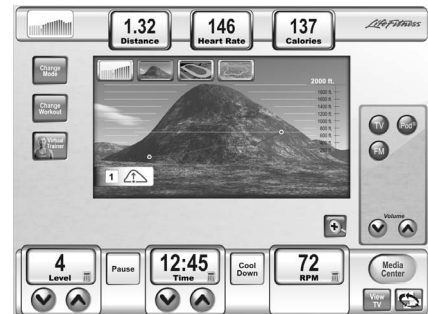 1.32
Distance
146
Heart Rate
137
Calories
LifeFitness
Change
Mode
Change
Workout
Virtual
Trainer
2000 ft.
1800 ft.
1600 ft.
1400 ft.
1200 ft.
1000 ft.
800 ft.
600 ft.
400 ft.
1
TV
iPod
FM
Volume
4
Level
Pause
12:45
Time
Cool
Down
72
RPM
Media
Center
View
TV